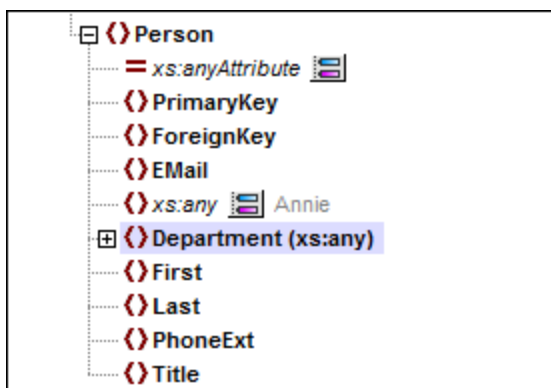 Person
xs:anyAttribute
PrimaryKey
ForeignKey
EMail
xs:any Annie
Department (xs:any)
First
Last
PhoneExt
Title